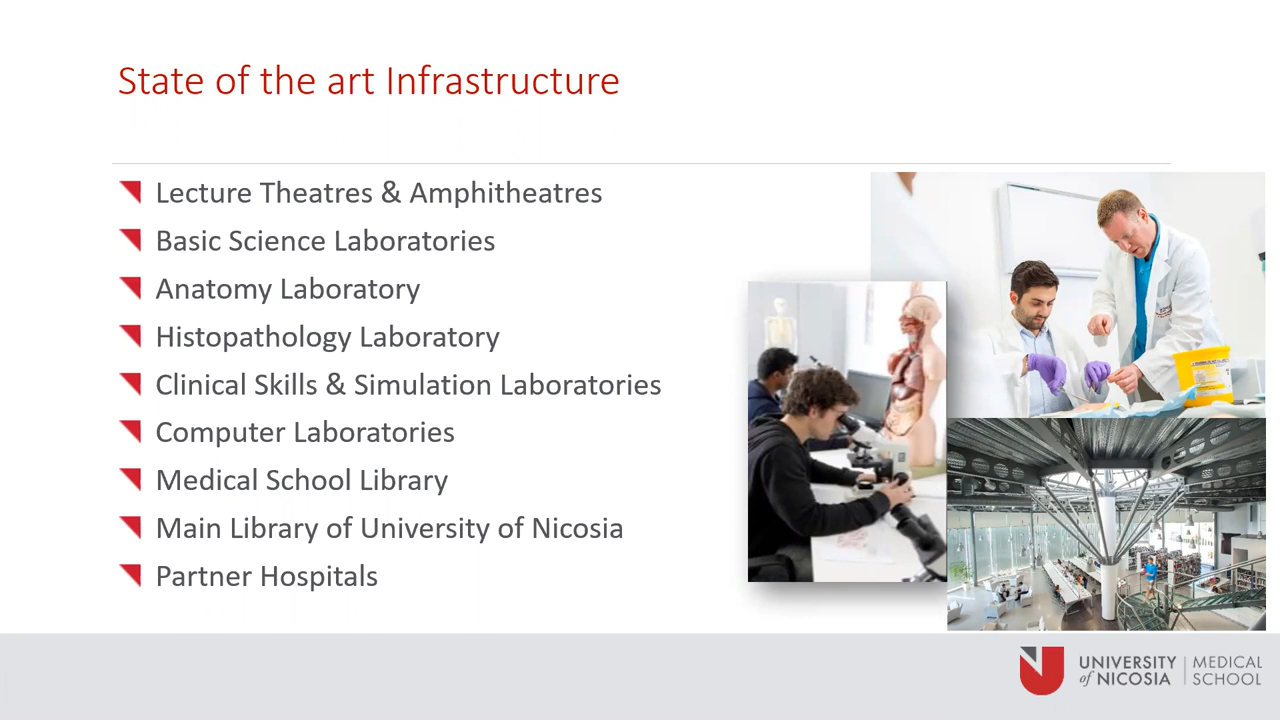 State of the art Infrastructure
Lecture Theatres & Amphitheatres
Basic Science Laboratories
Anatomy Laboratory
Histopathology Laboratory
Clinical Skills & Simulation Laboratories
Computer Laboratories
Medical School Library
Main Library of University of Nicosia
Partner Hospitals
UNIVERSITY of NICOSIA
MEDICAL SCHOOL